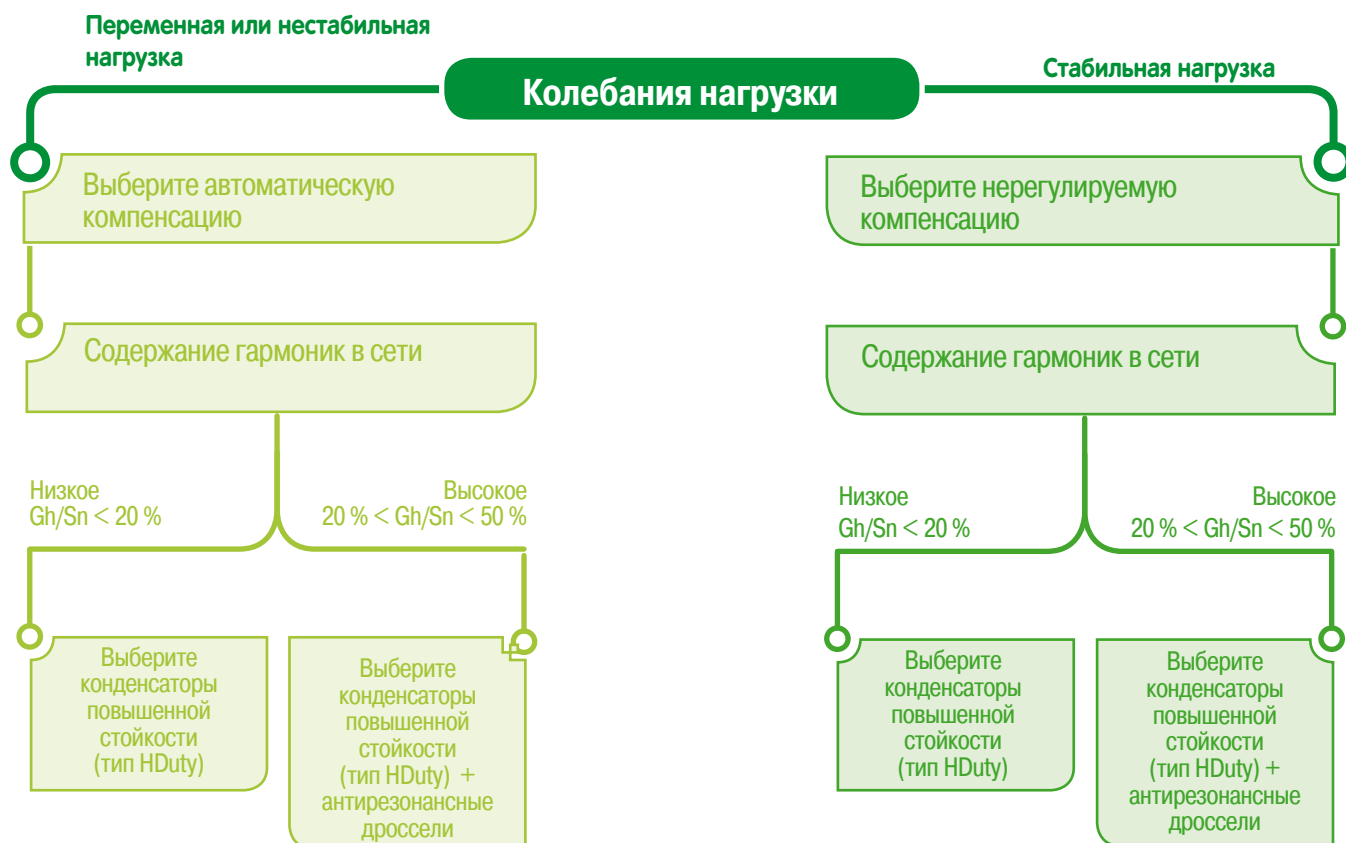 Переменная или нестабильная
нагрузка
Колебания нагрузки
Стабильная нагрузка
Выберите автоматическую
компенсацию
Содержание гармоник в сети
Низкое
Gh/Sn < 20 %
Высокое
20 % < Gh/Sn < 50 %
Выберите
конденсаторы
повышенной
стойкости
(тип HDuty)
Выберите
конденсаторы
повышенной
стойкости
(тип HDuty) +
антирезонансные
дроссели
Выберите нерегулируемую
компенсацию
Содержание гармоник в сети
Низкое
Gh/Sn < 20 %
Высокое
20 % < Gh/Sn < 50 %
Выберите
конденсаторы
повышенной
стойкости
(тип HDuty)
Выберите
конденсаторы
повышенной
стойкости
(тип HDuty) +
антирезонансные
дроссели